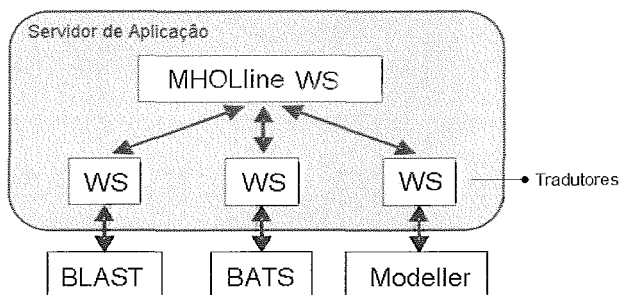 Servidor de Aplicação
MHOLline WS
WS WS WS
Tradutores
BLAST BATS Modeller